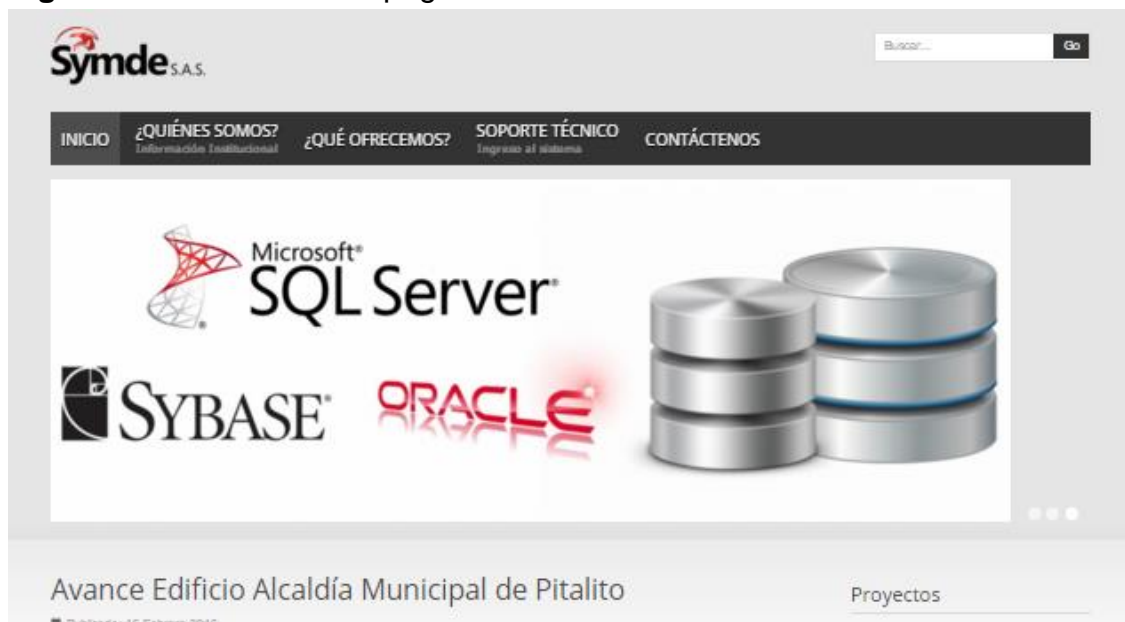 Symde S.A.S.
Buscar...
Go
INICIO
¿QUIÉNES SOMOS?
Información Institucional
¿QUÉ OFRECEMOS?
SOPORTE TÉCNICO
Ingreso al sistema
CONTÁCTENOS
Microsoft®
SQL Server®
SYBASE®
ORACLE
Avance Edificio Alcaldía Municipal de Pitalito
Proyectos